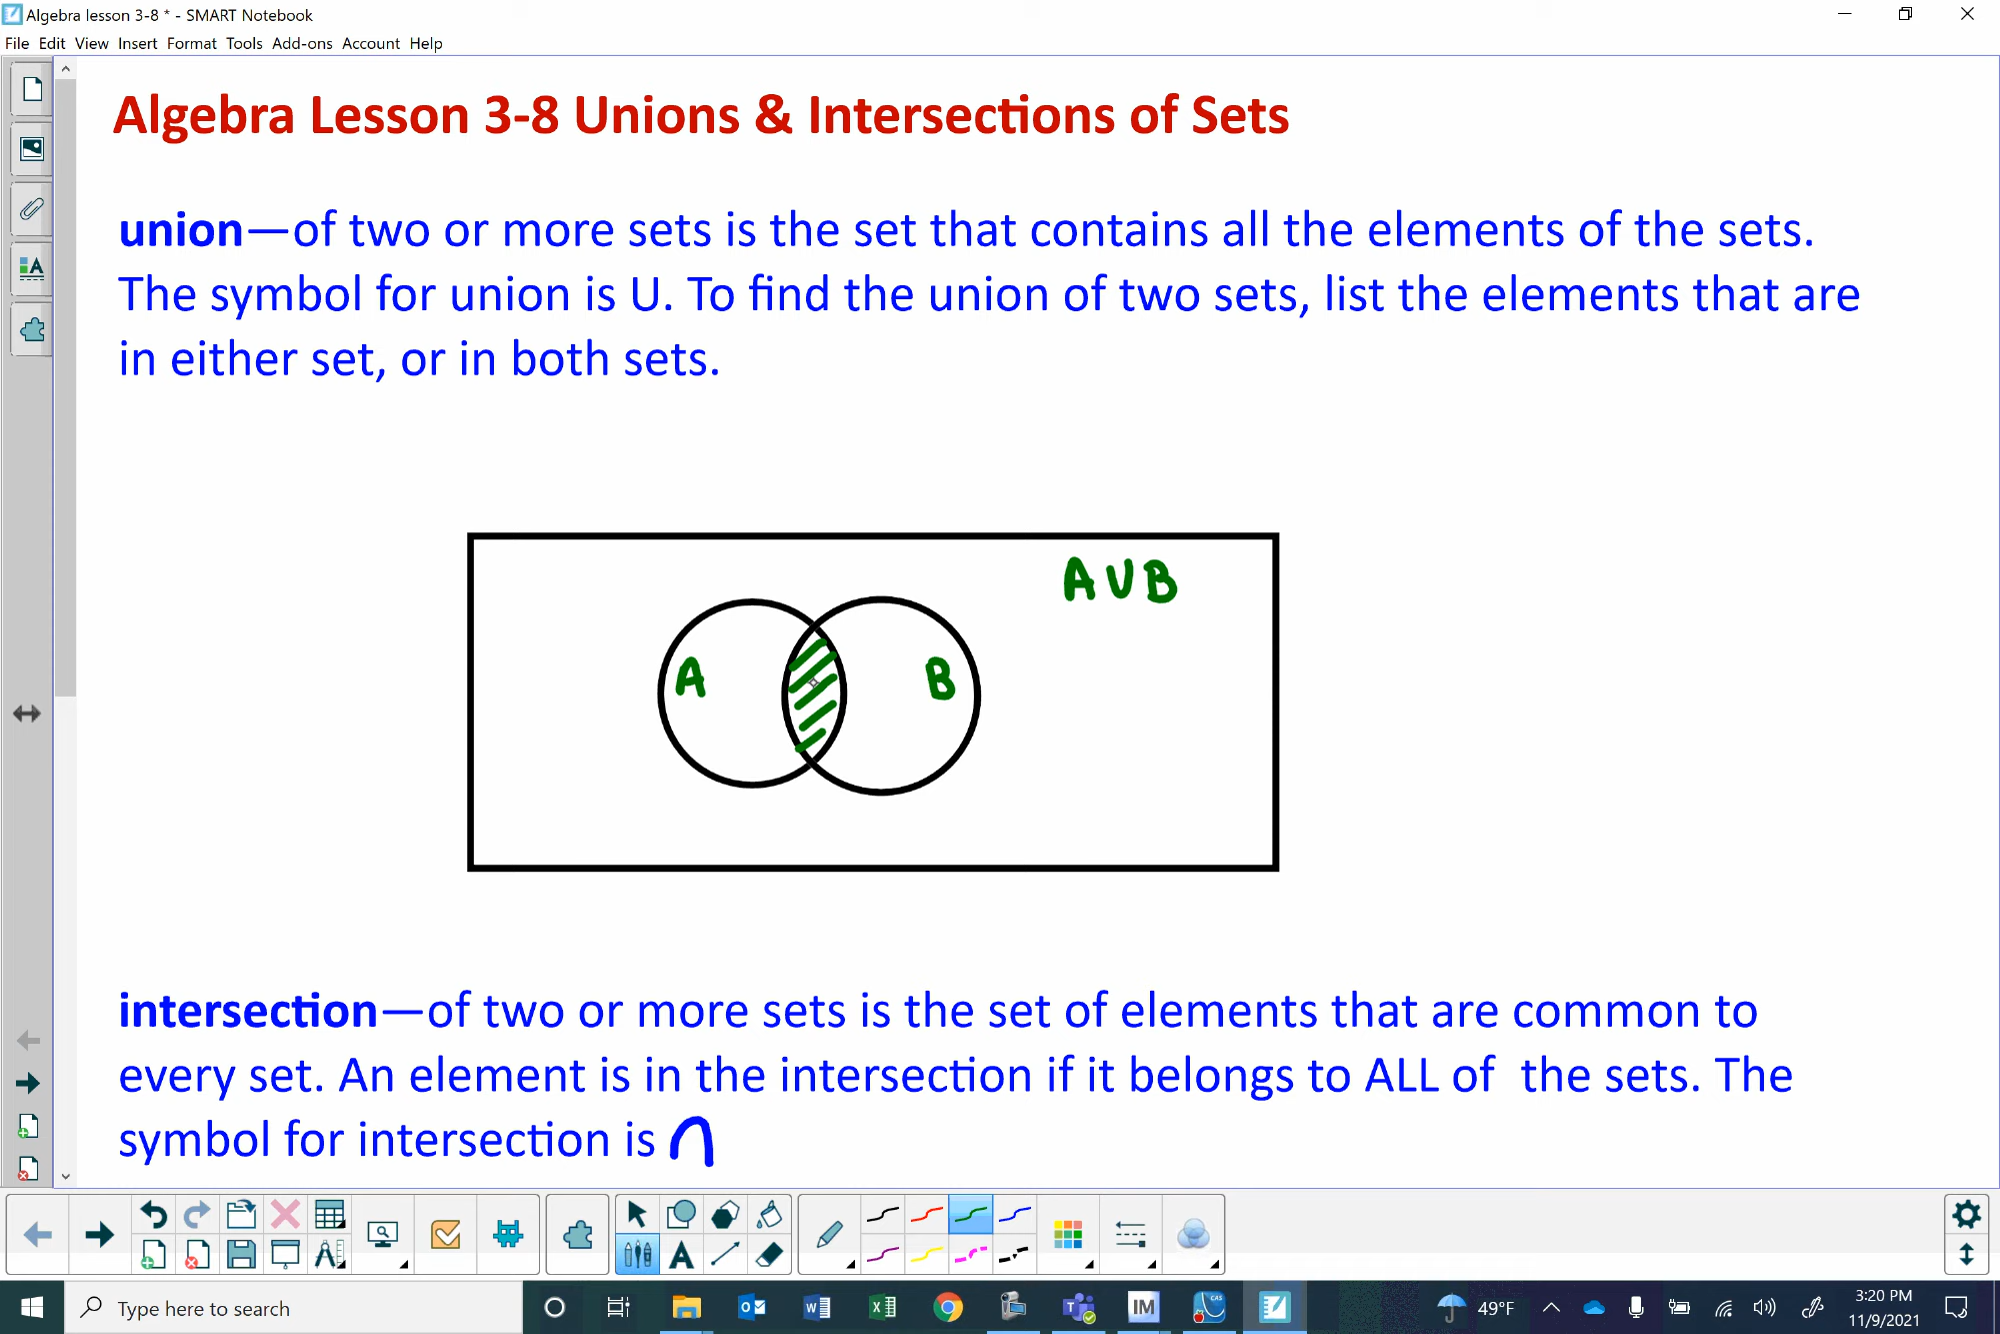 Algebra lesson 3-8 * - SMART Notebook
File Edit View Insert Format Tools Add-ons Account Help
Algebra Lesson 3-8 Unions & Intersections of Sets
union—of two or more sets is the set that contains all the elements of the sets.
The symbol for union is U. To find the union of two sets, list the elements that are
in either set, or in both sets.
A U B
A B
intersection—of two or more sets is the set of elements that are common to
every set. An element is in the intersection if it belongs to ALL of the sets. The
symbol for intersection is ∩
Type here to search
IM
CAS
49°F
3:20 PM
11/9/2021